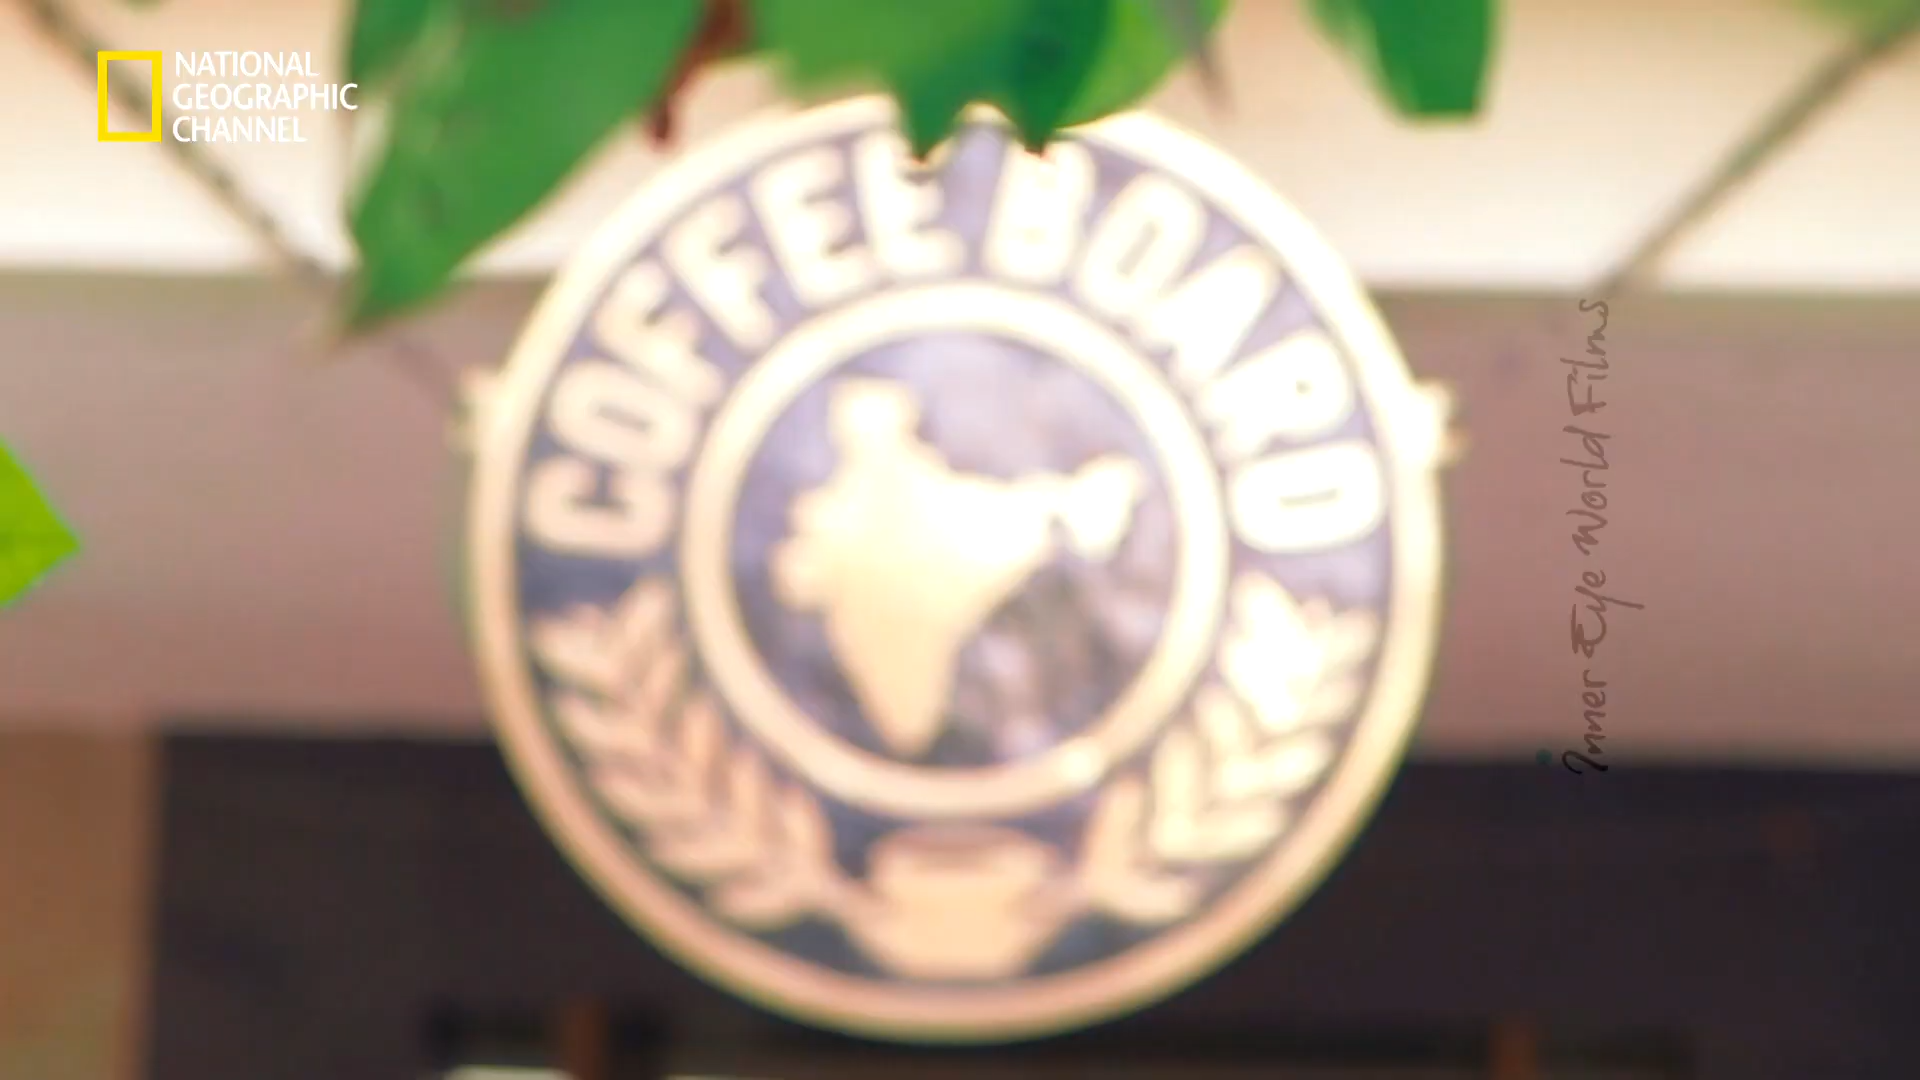 NATIONAL
GEOGRAPHIC
CHANNEL
COFFEE BOARD
Inner Eye World Films